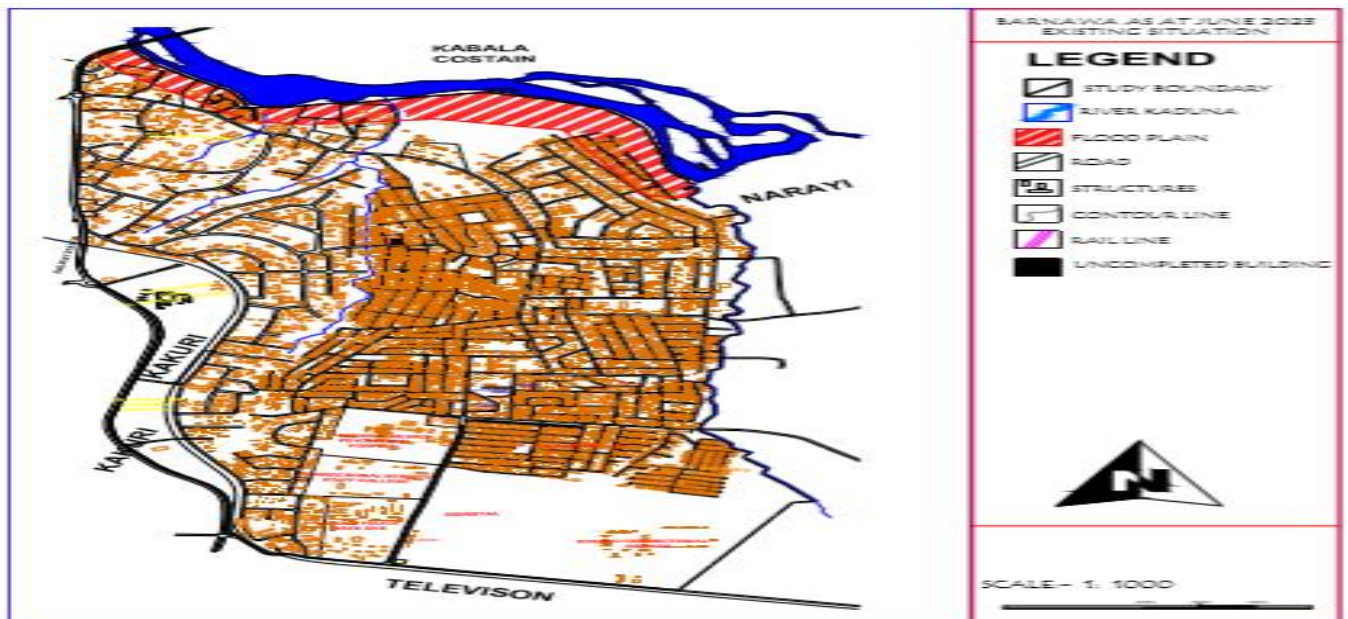 BARNAWA AS AT JUNE 2023
EXISTING SITUATION
LEGEND
STUDY BOUNDARY
RIVER KADUNA
FLOOD PLAIN
ROAD
STRUCTURES
CONTOUR LINE
RAIL LINE
UNCOMPLETED BUILDING
KABALA
COSTAIN
NARAYI
KAKURI
KAKURI
TELEVISON
N
SCALE- 1: 1000